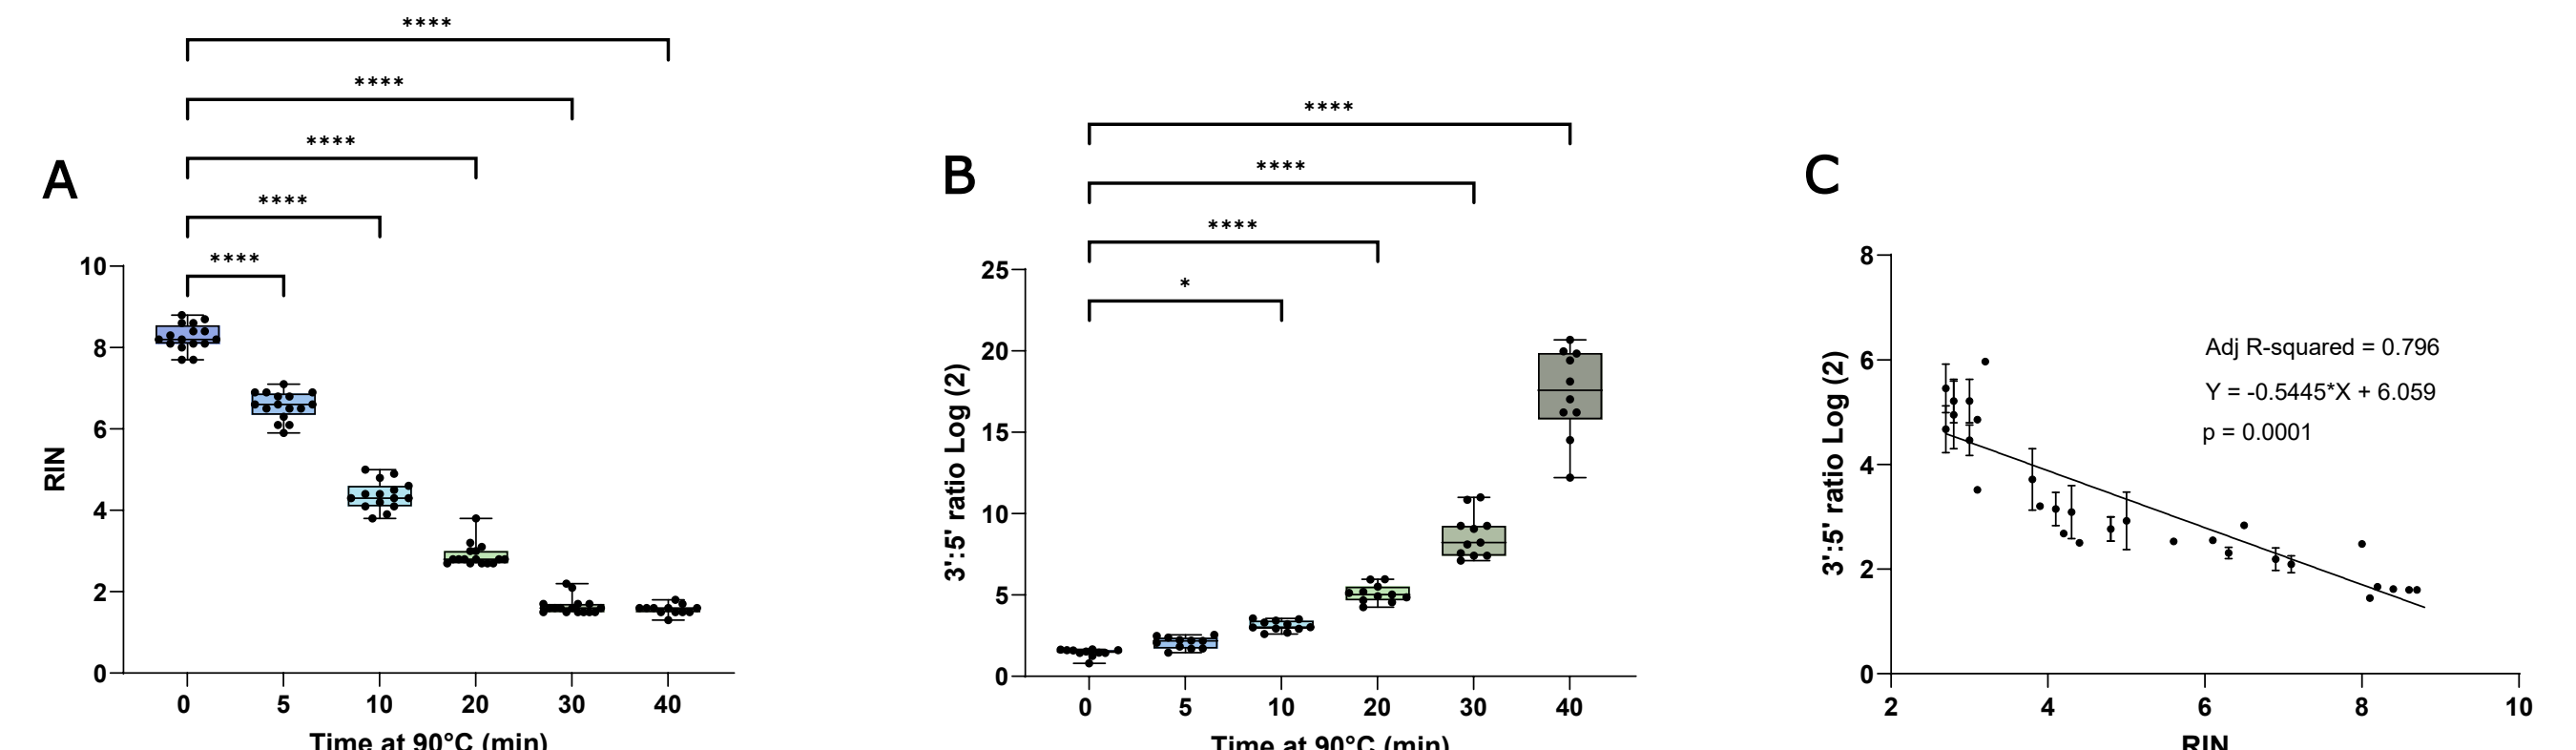 ****
****
****
****
****
A
RIN
10
8
6
4
2
0
0 5 10 20 30 40
Time at 90°C (min)
****
****
****
*
B
3':5' ratio Log (2)
25
20
15
10
5
0
0 5 10 20 30 40
Time at 90°C (min)
C
3':5' ratio Log (2)
8
6
4
2
0
Adj R-squared = 0.796
Y = -0.5445*X + 6.059
p = 0.0001
2 4 6 8 10
RIN